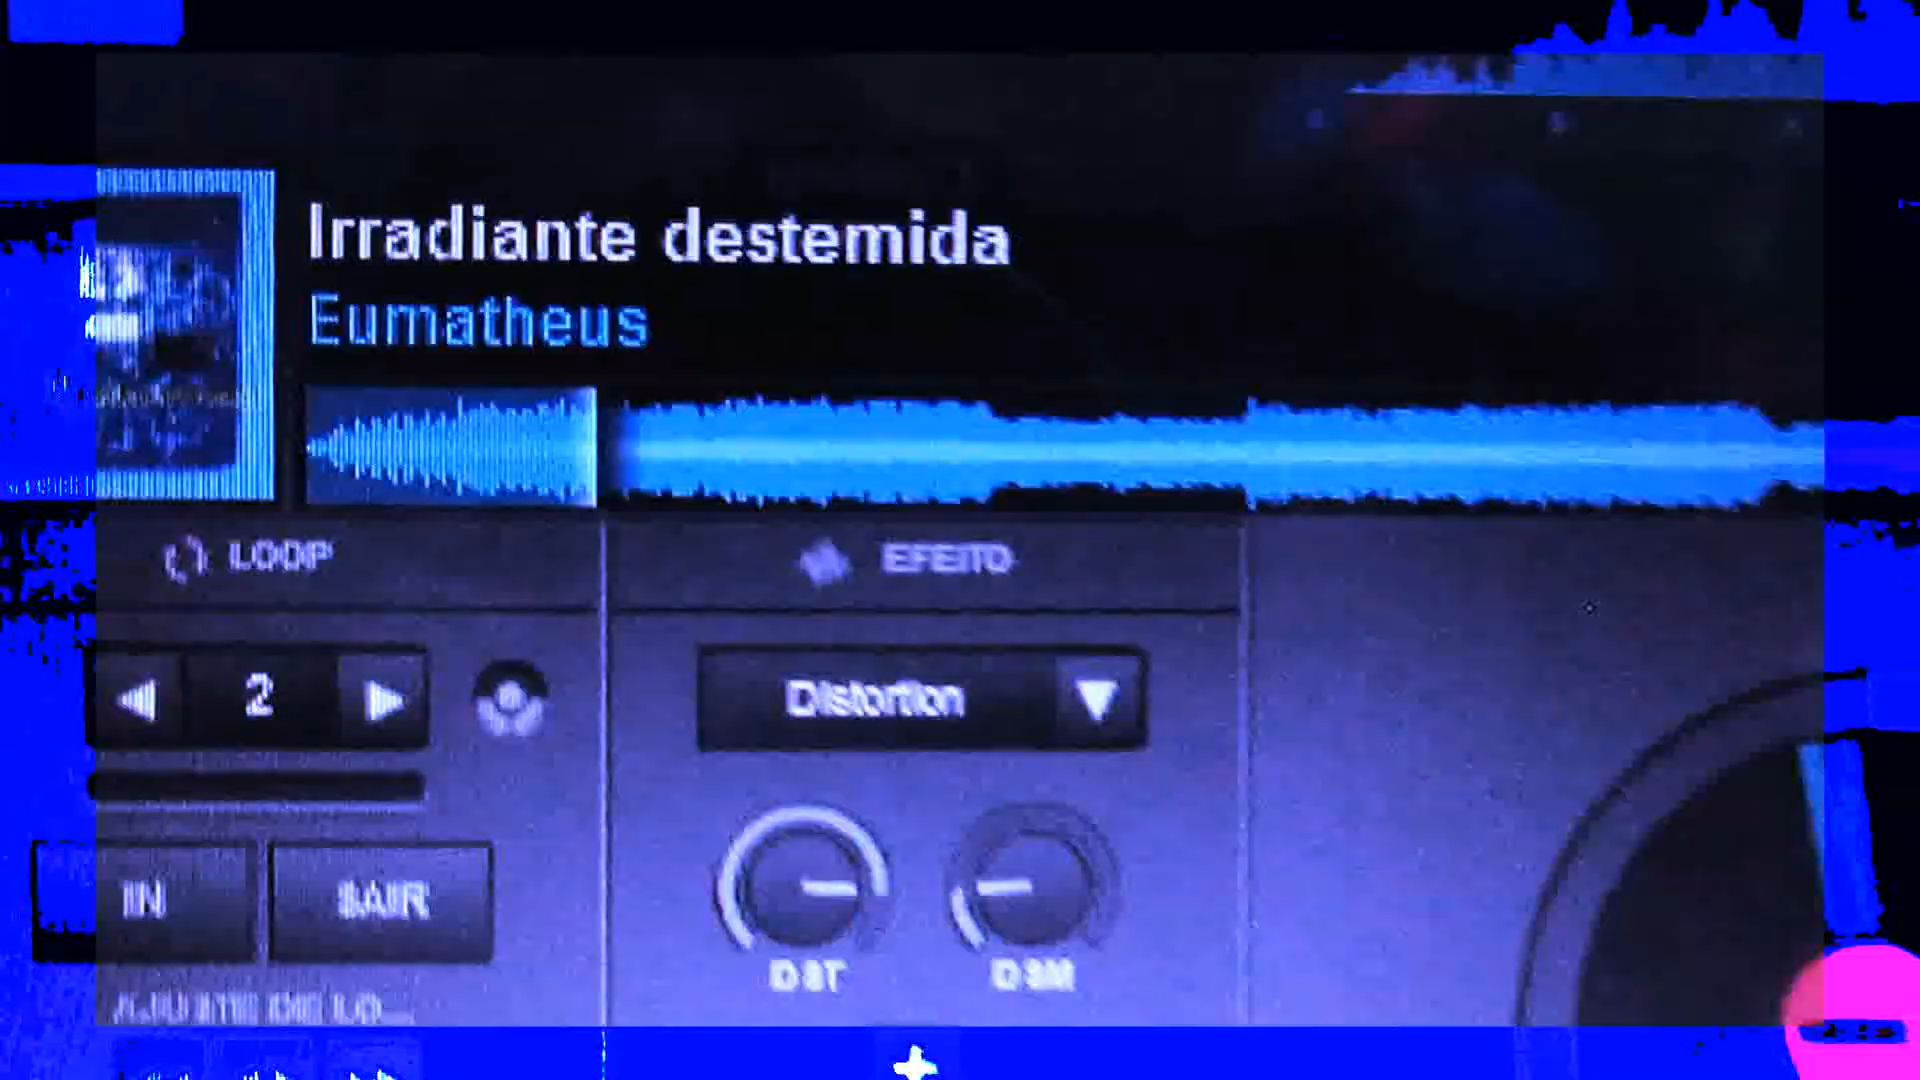 Irradiante destemida
Eumatheus
LOOP
EFEITO
2
Distortion
IN
SAIR
DST
DSM